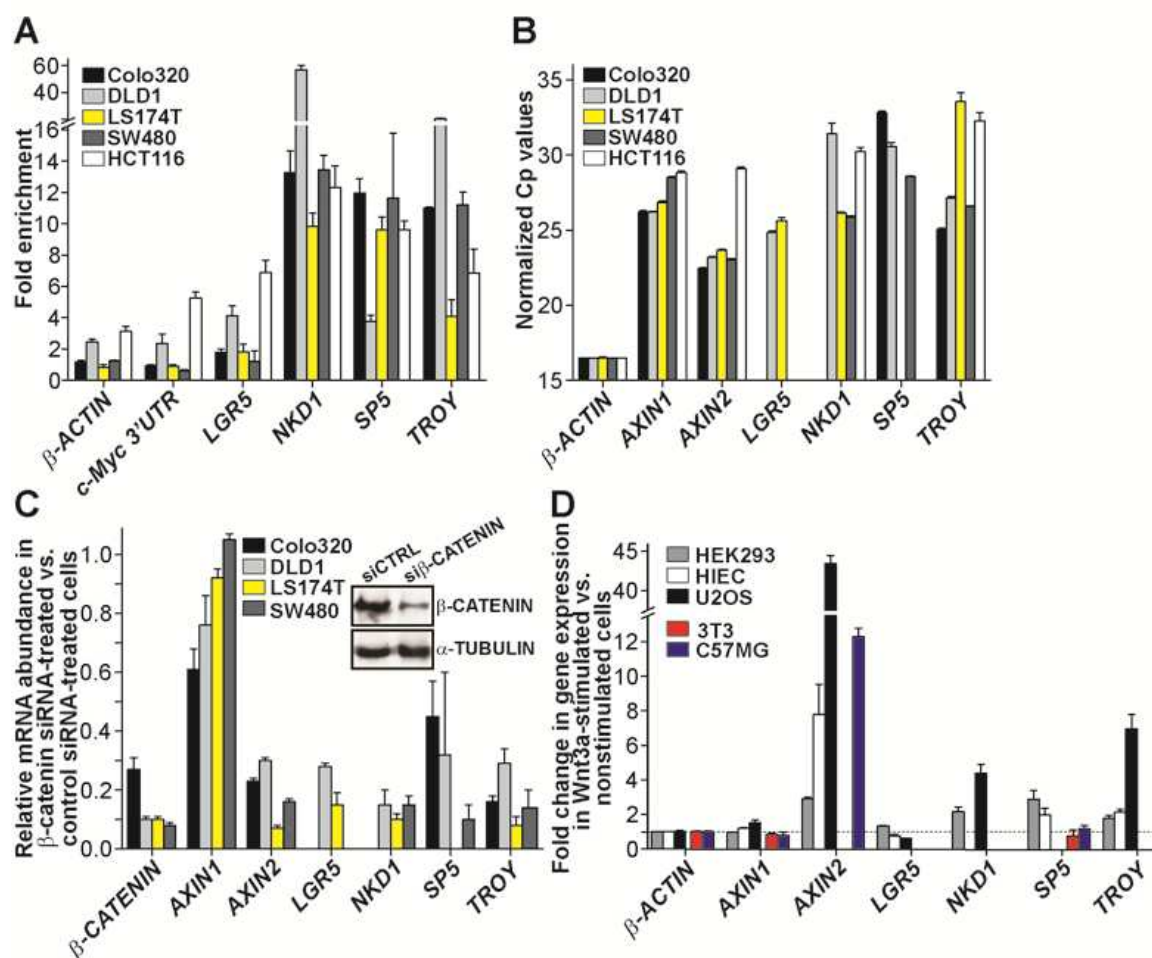 A
Fold enrichment
60
40
20
16
14
12
10
8
6
4
2
0
Colo320
DLD1
LS174T
SW480
HCT116
β-ACTIN
c-Myc 3'UTR
LGR5
NKD1
SP5
TROY
B
Normalized Cp values
35
30
25
20
15
Colo320
DLD1
LS174T
SW480
HCT116
β-ACTIN
AXIN1
AXIN2
LGR5
NKD1
SP5
TROY
C
Relative mRNA abundance in
β-catenin siRNA-treated vs.
control siRNA-treated cells
1.0
0.8
0.6
0.4
0.2
0.0
Colo320
DLD1
LS174T
SW480
siCTRL
siβ-CATENIN
β-CATENIN
α-TUBULIN
β-CATENIN
AXIN1
AXIN2
LGR5
NKD1
SP5
TROY
D
Fold change in gene expression
in Wnt3a-stimulated vs.
nonstimulated cells
45
40
12
10
8
6
4
2
0
HEK293
HIEC
U2OS
3T3
C57MG
β-ACTIN
AXIN1
AXIN2
LGR5
NKD1
SP5
TROY